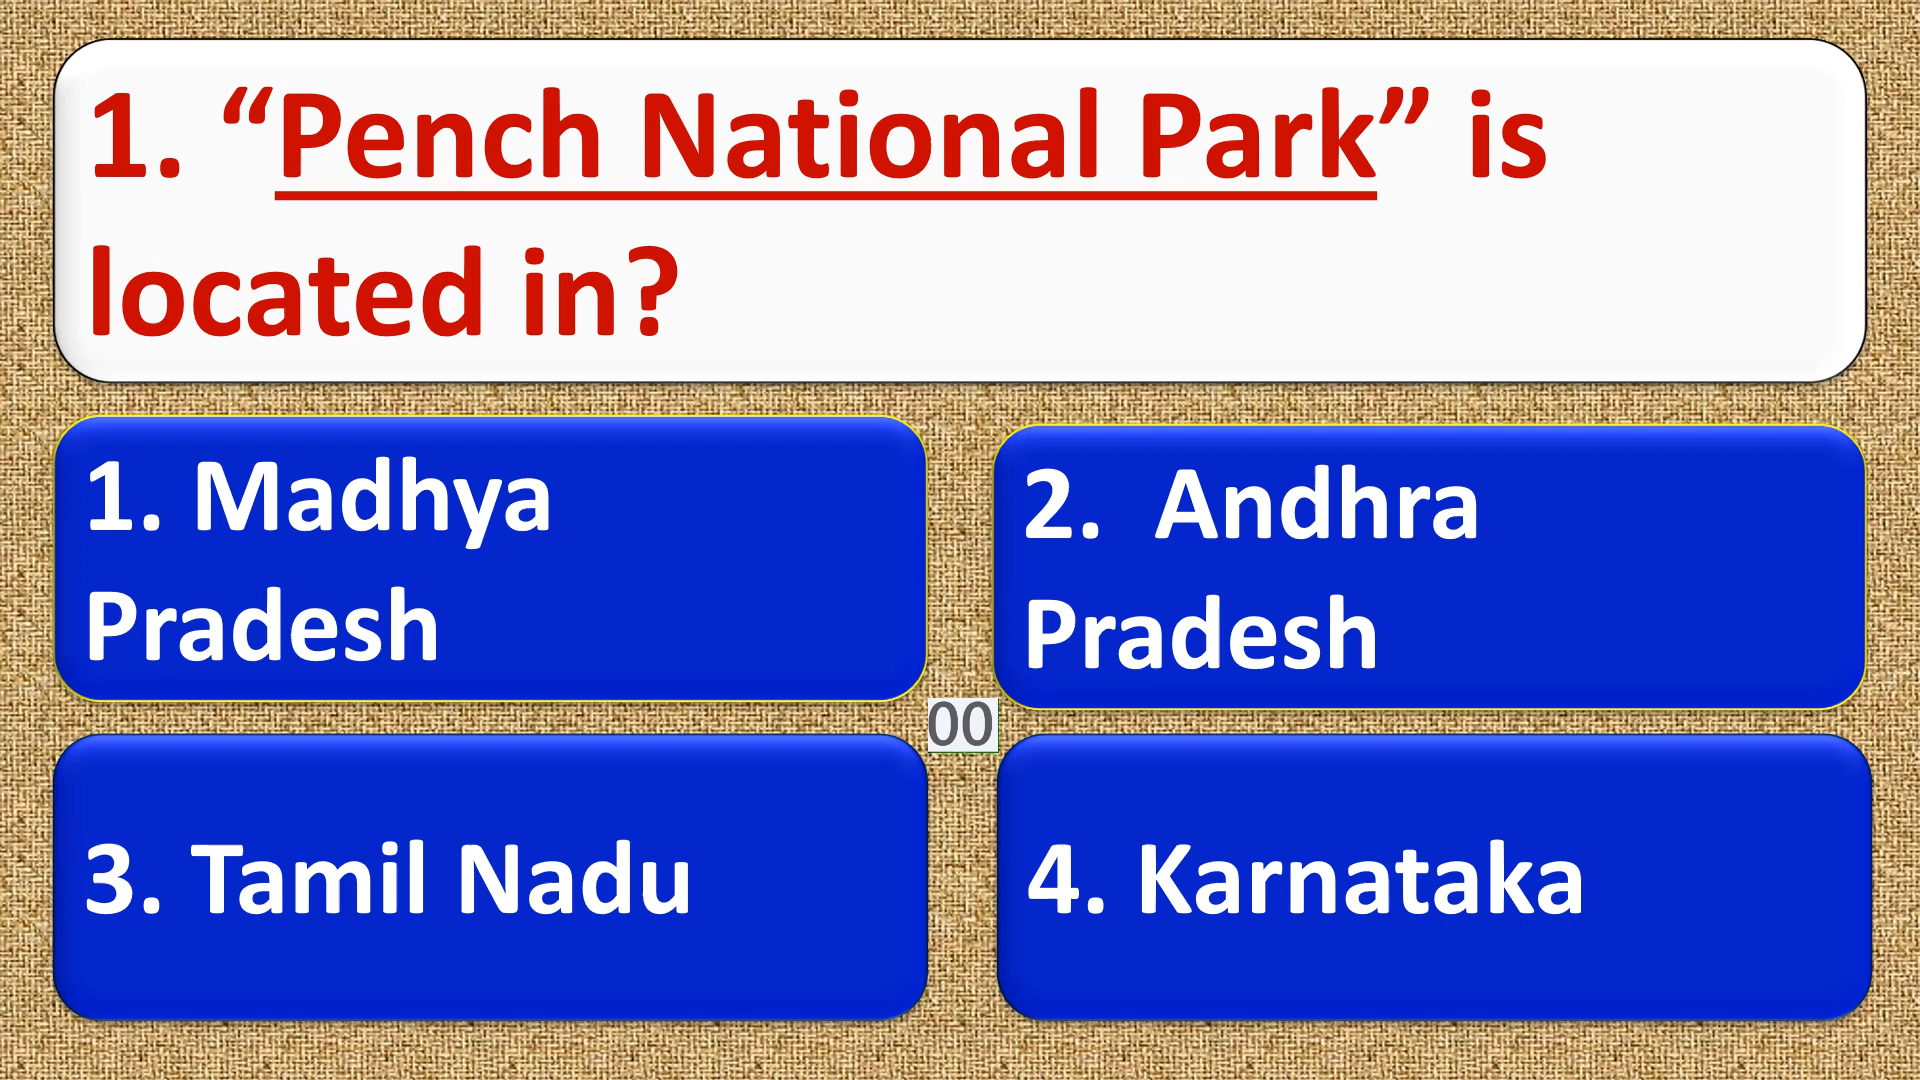 1. “Pench National Park” is
located in?
1. Madhya
Pradesh
2. Andhra
Pradesh
00
3. Tamil Nadu
4. Karnataka